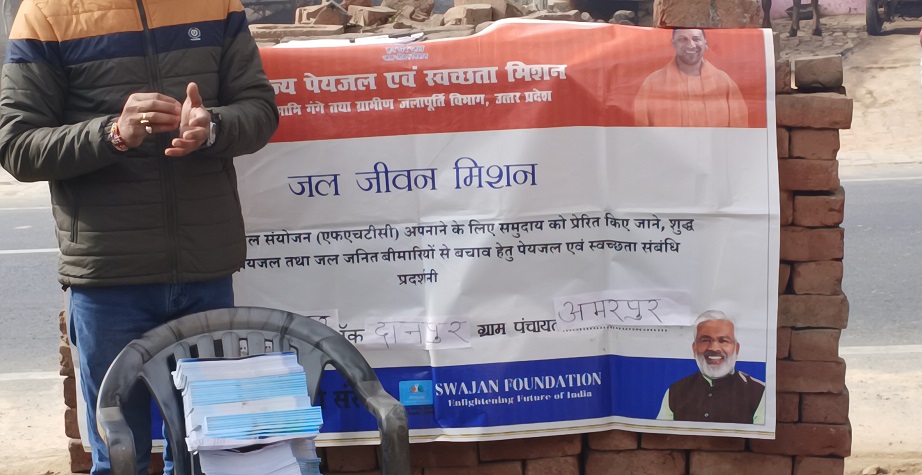 पेयजल एवं स्वच्छता मिशन
नमामि गंगे तथा ग्रामीण जलापूर्ति विभाग, उत्तर प्रदेश
जल जीवन मिशन
संयोजन (एफएचटीसी) अपनाने के लिए समुदाय को प्रेरित किए जाने, शुद्ध
पेयजल तथा जल जनित बीमारियों से बचाव हेतु पेयजल एवं स्वच्छता संबंधि
प्रदर्शनी
दानपुर ग्राम पंचायत अमरपुर
SWAJAN FOUNDATION
Enlightening Future of India